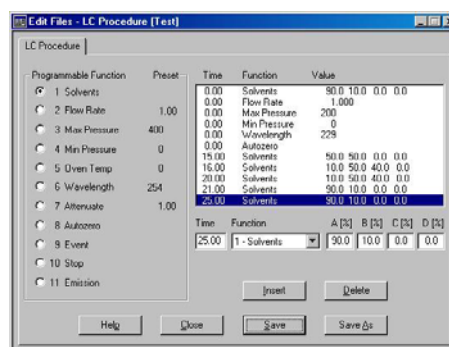 Edit Files - LC Procedure [Test]
LC Procedure
Programmable Function Preset
1 Solvents
2 Flow Rate 1.00
3 Max Pressure 400
4 Min Pressure 0
5 Oven Temp 0
6 Wavelength 254
7 Attenuate 1.00
8 Autozero
9 Event
10 Stop
11 Emission
Time Function Value
0.00 Solvents 90.0 10.0 0.0 0.0
0.00 Flow Rate 1.000
0.00 Max Pressure 200
0.00 Min Pressure 0
0.00 Wavelength 229
0.00 Autozero
15.00 Solvents 50.0 50.0 0.0 0.0
16.00 Solvents 10.0 50.0 40.0 0.0
20.00 Solvents 10.0 50.0 40.0 0.0
21.00 Solvents 90.0 10.0 0.0 0.0
25.00 Solvents 90.0 10.0 0.0 0.0
Time Function A [%] B [%] C [%] D [%]
25.00 1 - Solvents 90.0 10.0 0.0 0.0
Insert Delete
Help Close Save Save As